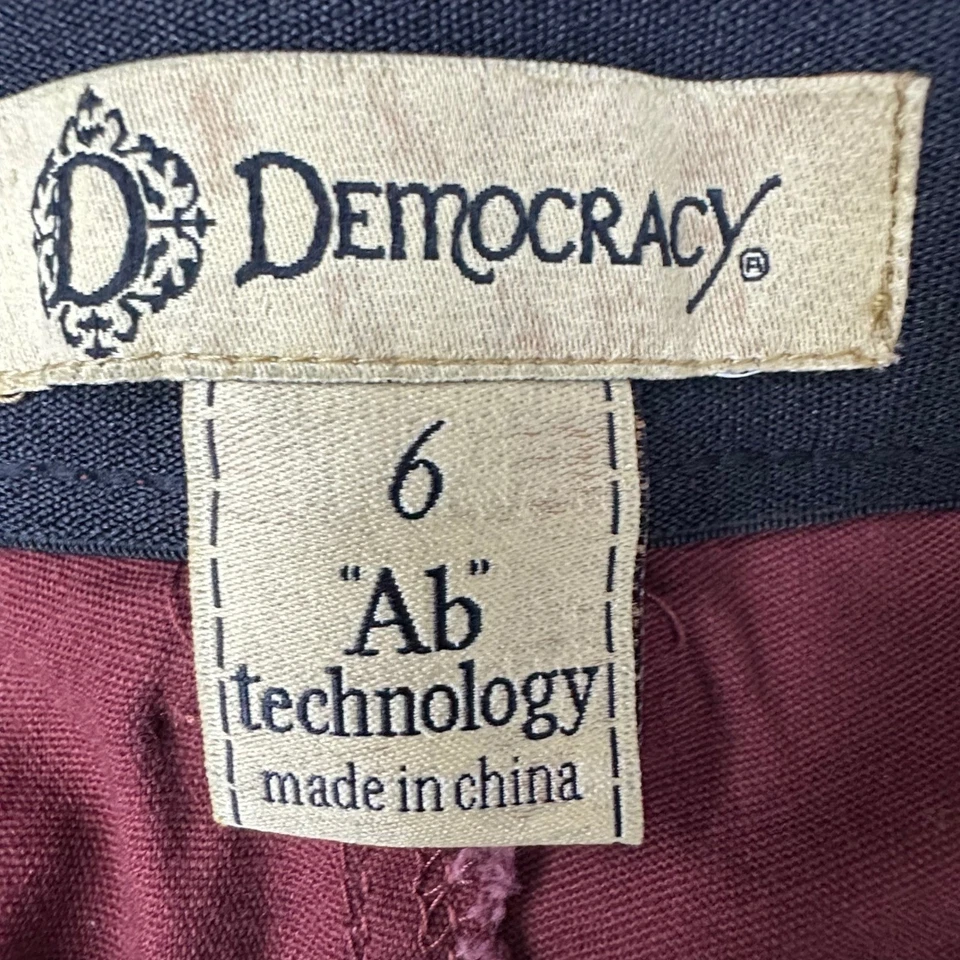 D DEMOCRACY®
6
"Ab"
technology
made in china